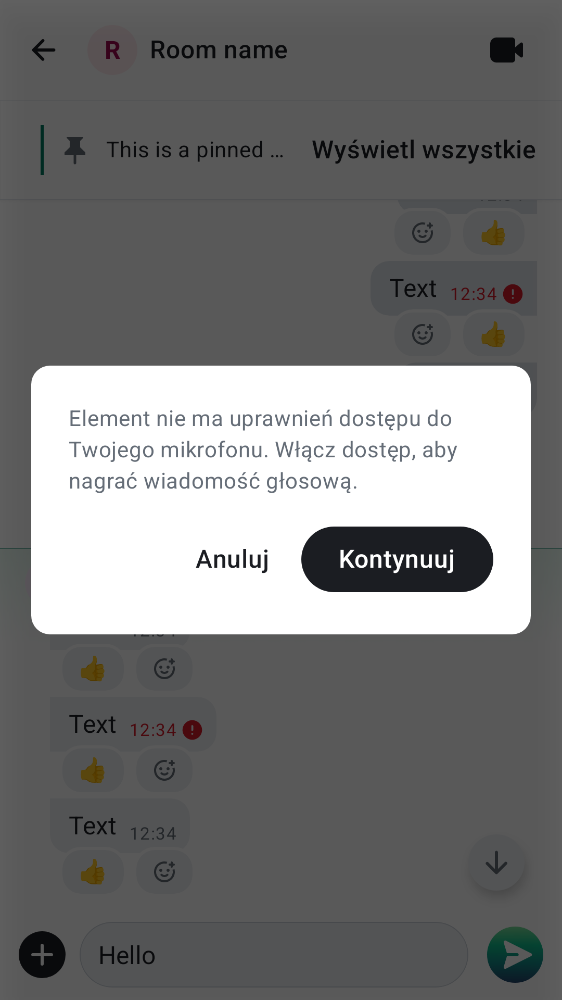 R Room name
This is a pinned ... Wyświetl wszystkie
Text 12:34
Element nie ma uprawnień dostępu do
Twojego mikrofonu. Włącz dostęp, aby
nagrać wiadomość głosową.
Anuluj Kontynuuj
Text 12:34
Text 12:34
Hello